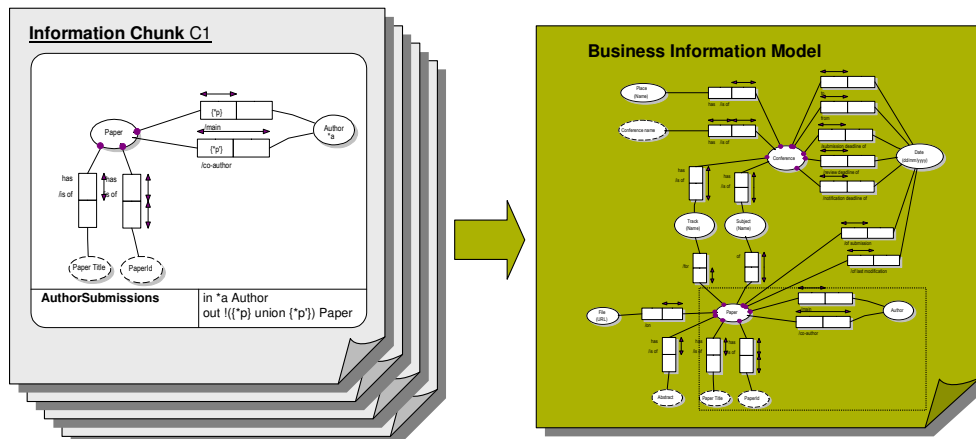 Information Chunk C1
{*p}
/main
Paper
Author
*a
{*p'}
/co-author
has
/is of
has
/is of
Paper Title
PaperId
AuthorSubmissions
in *a Author
out !({*p} union {*p'}) Paper
Business Information Model
Place
(Name)
has /is of
from
Conference name
has /is of
/submission deadline of
Conference
Date
(dd/mm/yyyy)
/review deadline of
has
/is of
has
/is of
/notification deadline of
Track
(Name)
Subject
(Name)
/of submission
/for
of
/of last modification
File
(URL)
Paper
Author
/co-author
has
/is of
has
/is of
has
/is of
Abstract
Paper Title
PaperId